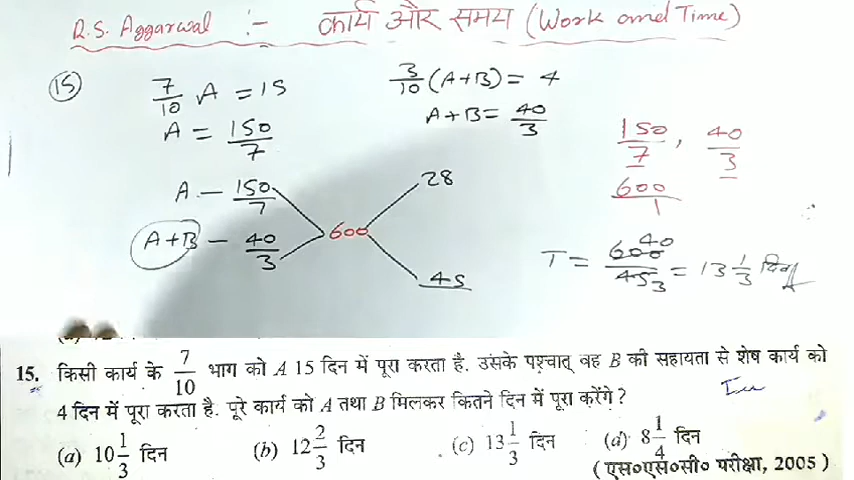 R.S. Aggarwal :- कार्य और समय (Work and Time)
15
7/10 A = 15
A = 150/7
3/10 (A+B) = 4
A+B = 40/3
150/7, 40/3
600/1
A - 150/7
A+B - 40/3
600
28
45
T = 600/45 40/3 = 13 1/3 दिन
15. किसी कार्य के 7/10 भाग को A 15 दिन में पूरा करता है. उसके पश्चात् वह B की सहायता से शेष कार्य को
4 दिन में पूरा करता है. पूरे कार्य को A तथा B मिलकर कितने दिन में पूरा करेंगे ?
(a) 10 1/3 दिन (b) 12 2/3 दिन (c) 13 1/3 दिन (d) 8 1/4 दिन
(एस०एस०सी० परीक्षा, 2005)